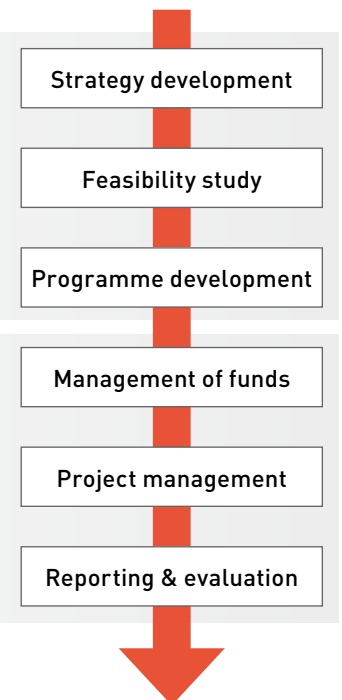 Strategy development
Feasibility study
Programme development
Management of funds
Project management
Reporting & evaluation